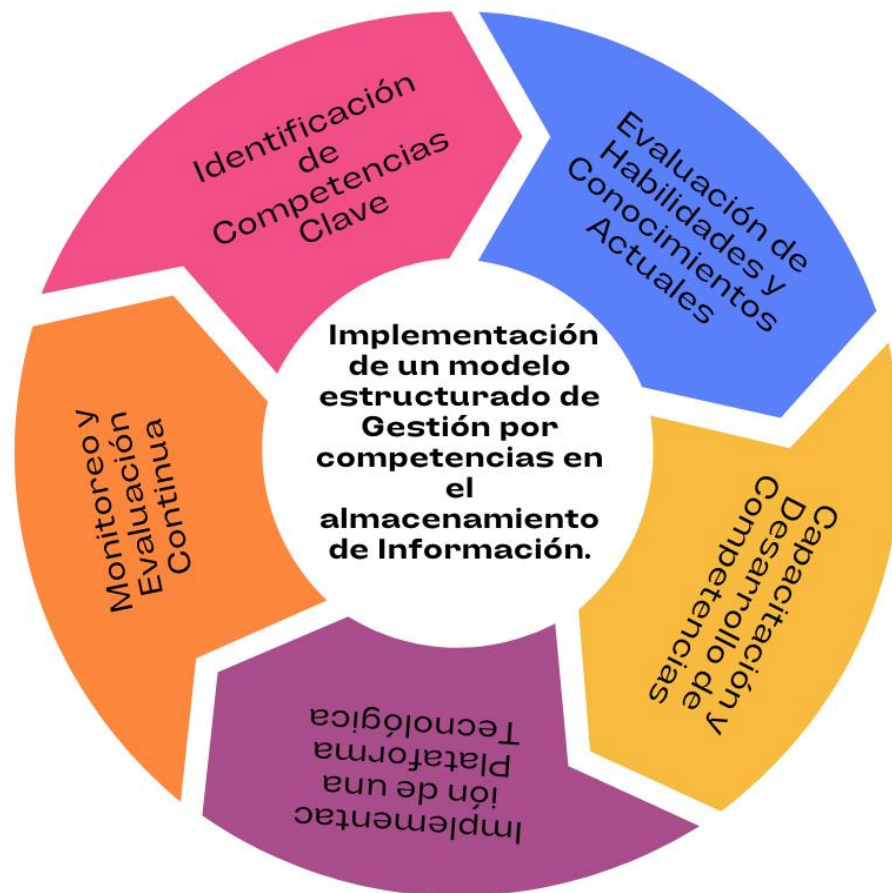 Identificación
de
Competencias
Clave
Evaluación de
Habilidades y
Conocimientos
Actuales
Capacitación y
Desarrollo de
Competencias
Implementac
ión de una
Plataforma
Tecnológica
Monitoreo y
Evaluación
Continua
Implementación
de un modelo
estructurado de
Gestión por
competencias en
el
almacenamiento
de Información.